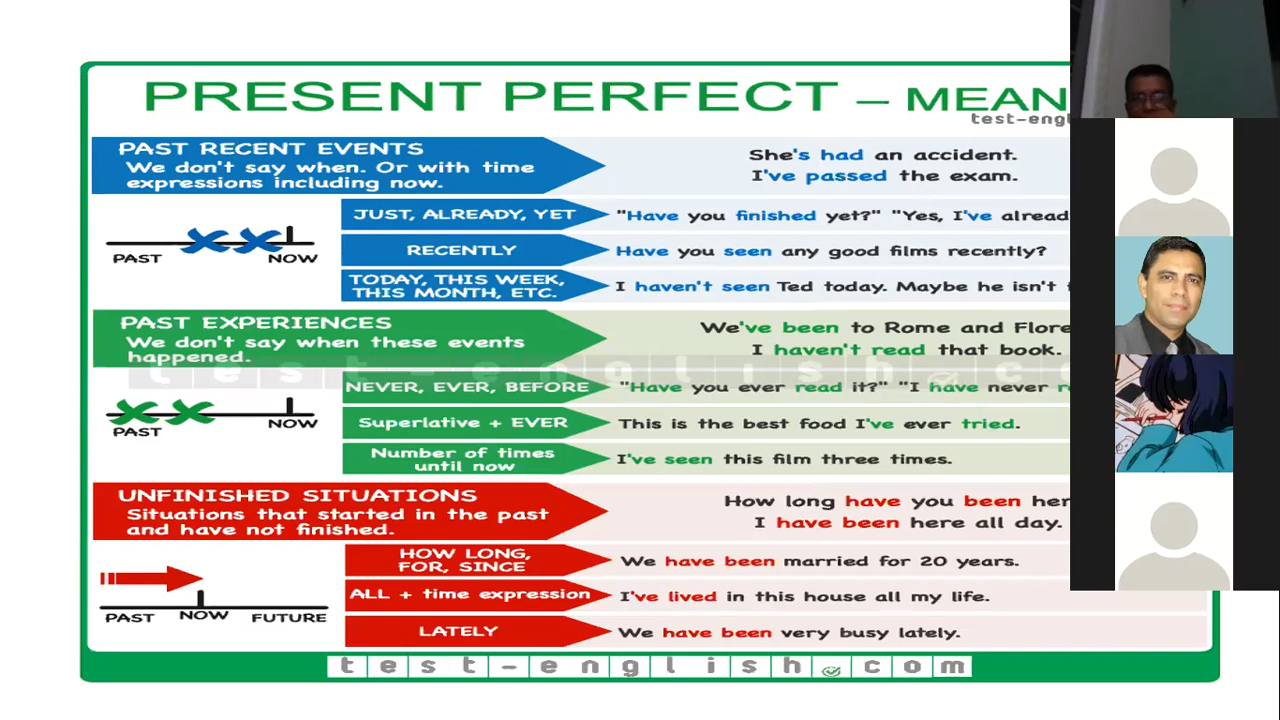 PRESENT PERFECT – MEAN
test-engl
PAST RECENT EVENTS
We don't say when. Or with time
expressions including now.
She's had an accident.
I've passed the exam.
PAST
NOW
JUST, ALREADY, YET
"Have you finished yet?" "Yes, I've alread
RECENTLY
Have you seen any good films recently?
TODAY, THIS WEEK,
THIS MONTH, ETC.
I haven't seen Ted today. Maybe he isn't
PAST EXPERIENCES
We don't say when these events
happened.
We've been to Rome and Flore
I haven't read that book.
test-english.co
PAST
NOW
NEVER, EVER, BEFORE
"Have you ever read it?" "I have never
Superlative + EVER
This is the best food I've ever tried.
Number of times
until now
I've seen this film three times.
UNFINISHED SITUATIONS
Situations that started in the past
and have not finished.
How long have you been her
I have been here all day.
PAST
NOW
FUTURE
HOW LONG,
FOR, SINCE
We have been married for 20 years.
ALL + time expression
I've lived in this house all my life.
LATELY
We have been very busy lately.
test-english.com